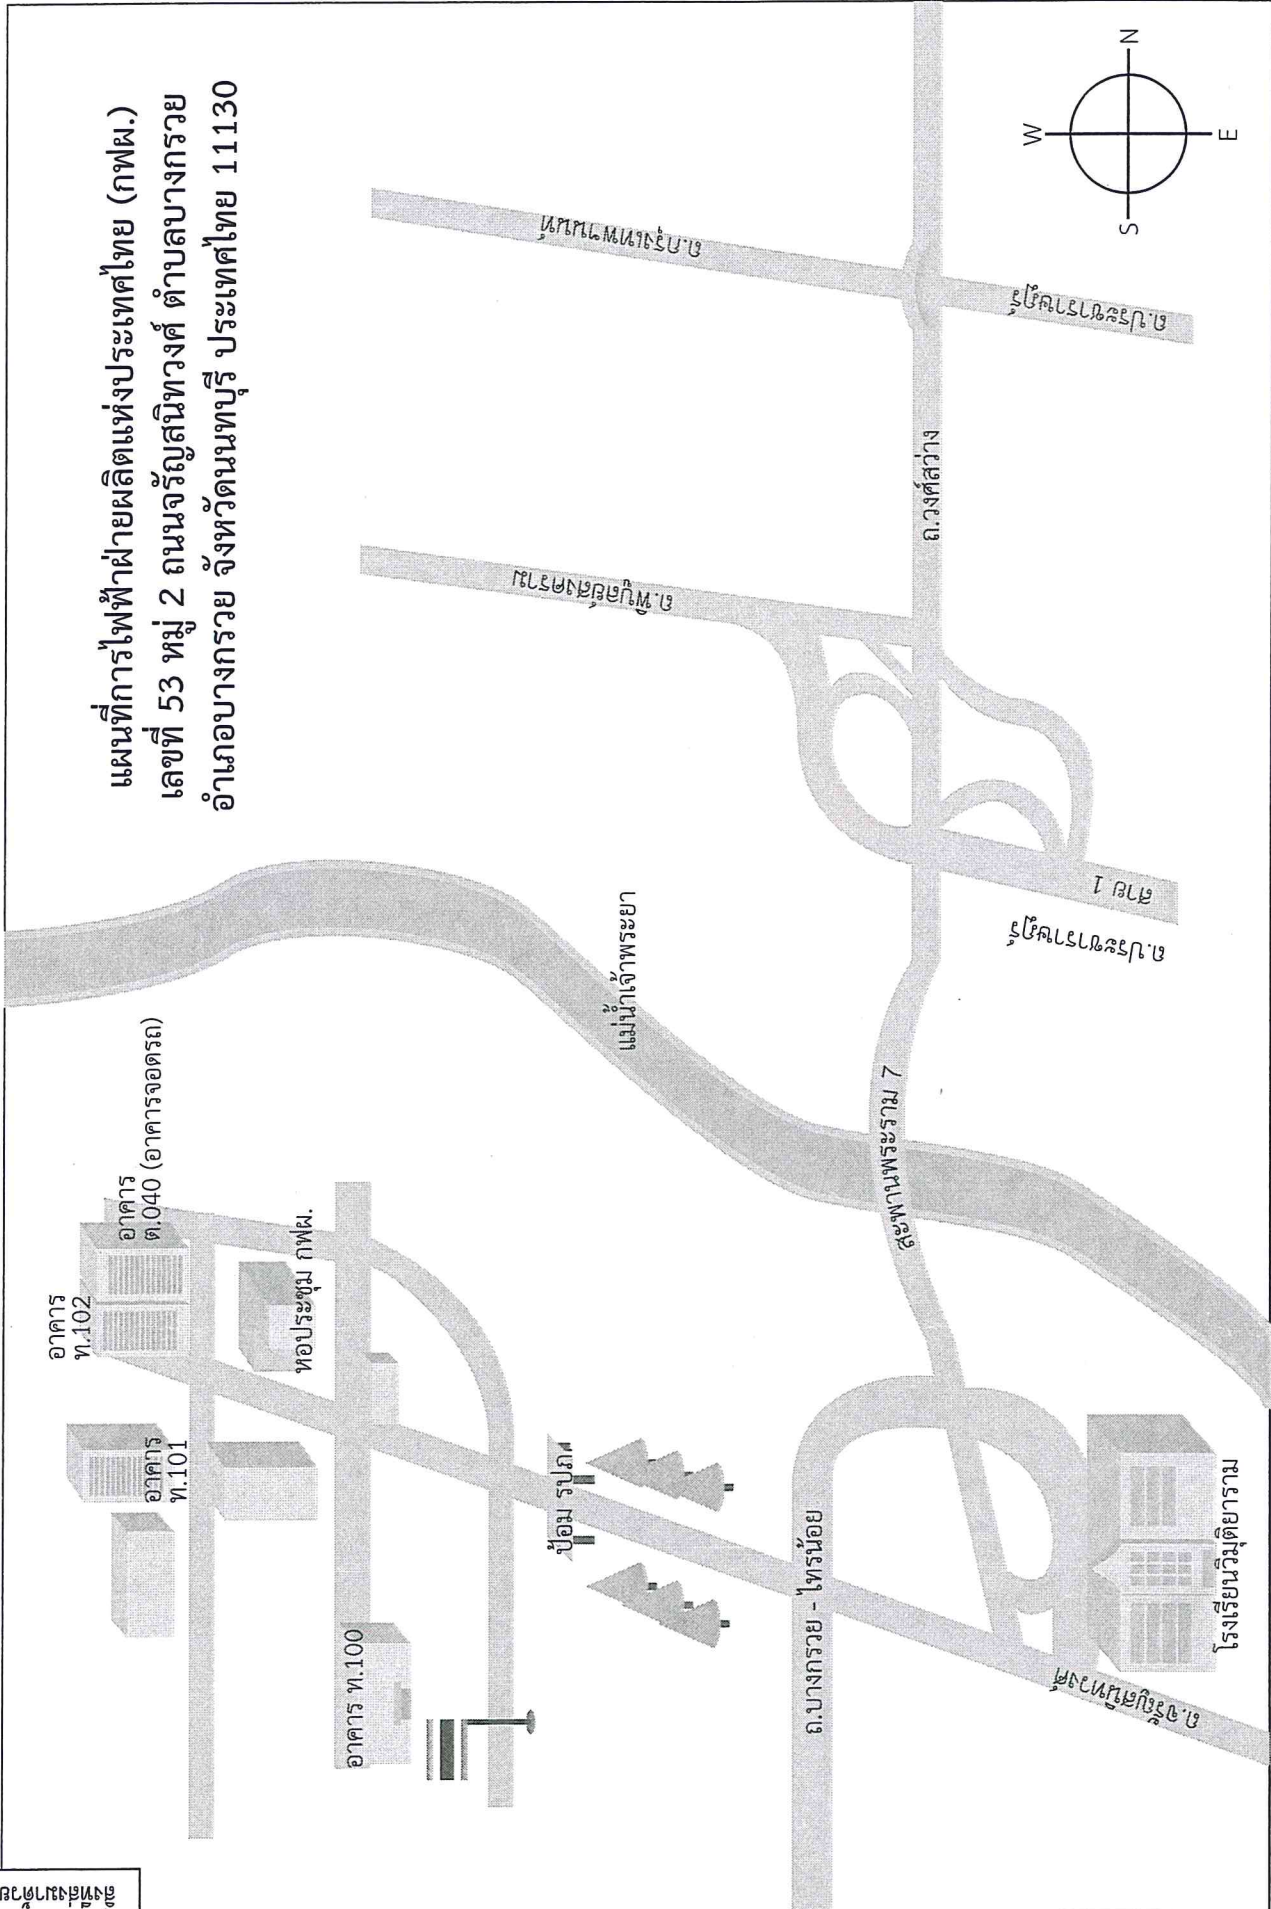 แผนที่การไฟฟ้าฝ่ายผลิตแห่งประเทศไทย (กฟผ.)
เลขที่ 53 หมู่ 2 ถนนจรัญสนิทวงศ์ ตำบลบางกรวย
อำเภอบางกรวย จังหวัดนนทบุรี ประเทศไทย 11130
อาคาร
ท.102
อาคาร
ต.040 (อาคารจอดรถ)
อาคาร
ท.101
หอประชุม กฟผ.
อาคาร ท.100
ป้อม รปภ.
แม่น้ำเจ้าพระยา
ถ.พิบูลย์สงคราม
ถ.กรุงเทพานนท์
ถ.บางกรวย - ไทรน้อย
สะพานพระราม 7
ถ.วงศ์สว่าง
ถ.จรัญสนิทวงศ์
โรงเรียนวิมุตยาราม
สาย 1
ถ.ประชาราษฎร์
ถ.ประชาราษฎร์
W
N
S
E